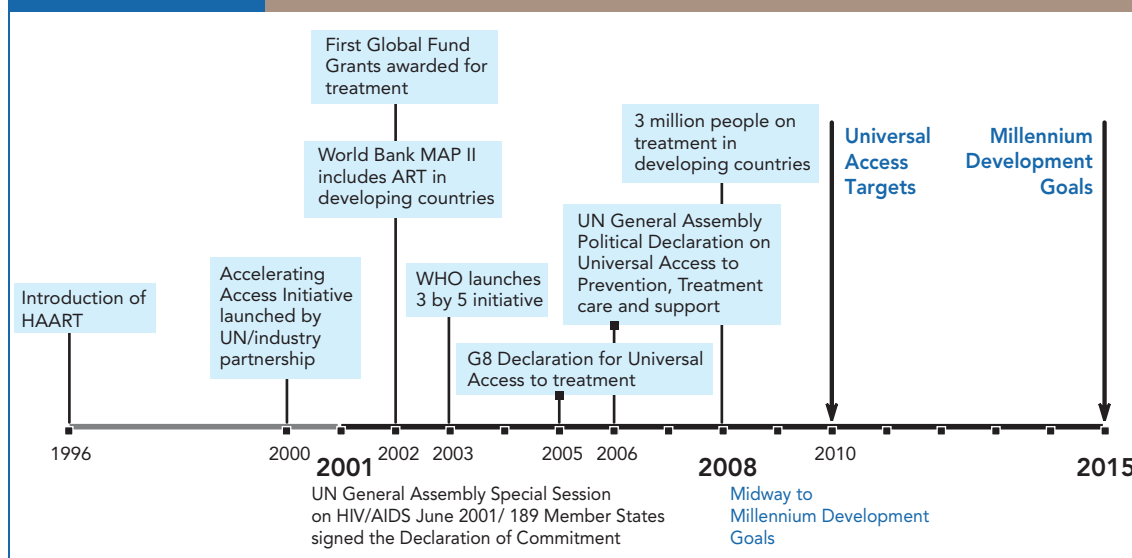 First Global Fund
Grants awarded for
treatment
3 million people on
treatment in
developing countries
Universal
Access
Targets
Millennium
Development
Goals
World Bank MAP II
includes ART in
developing countries
UN General Assembly
Political Declaration on
Universal Access to
Prevention, Treatment
care and support
Accelerating
Access Initiative
launched by
UN/industry
partnership
WHO launches
3 by 5 initiative
Introduction of
HAART
G8 Declaration for Universal
Access to treatment
1996
2000
2001
2002
2003
2005
2006
2008
2010
2015
UN General Assembly Special Session
on HIV/AIDS June 2001/ 189 Member States
signed the Declaration of Commitment
Midway to
Millennium Development
Goals